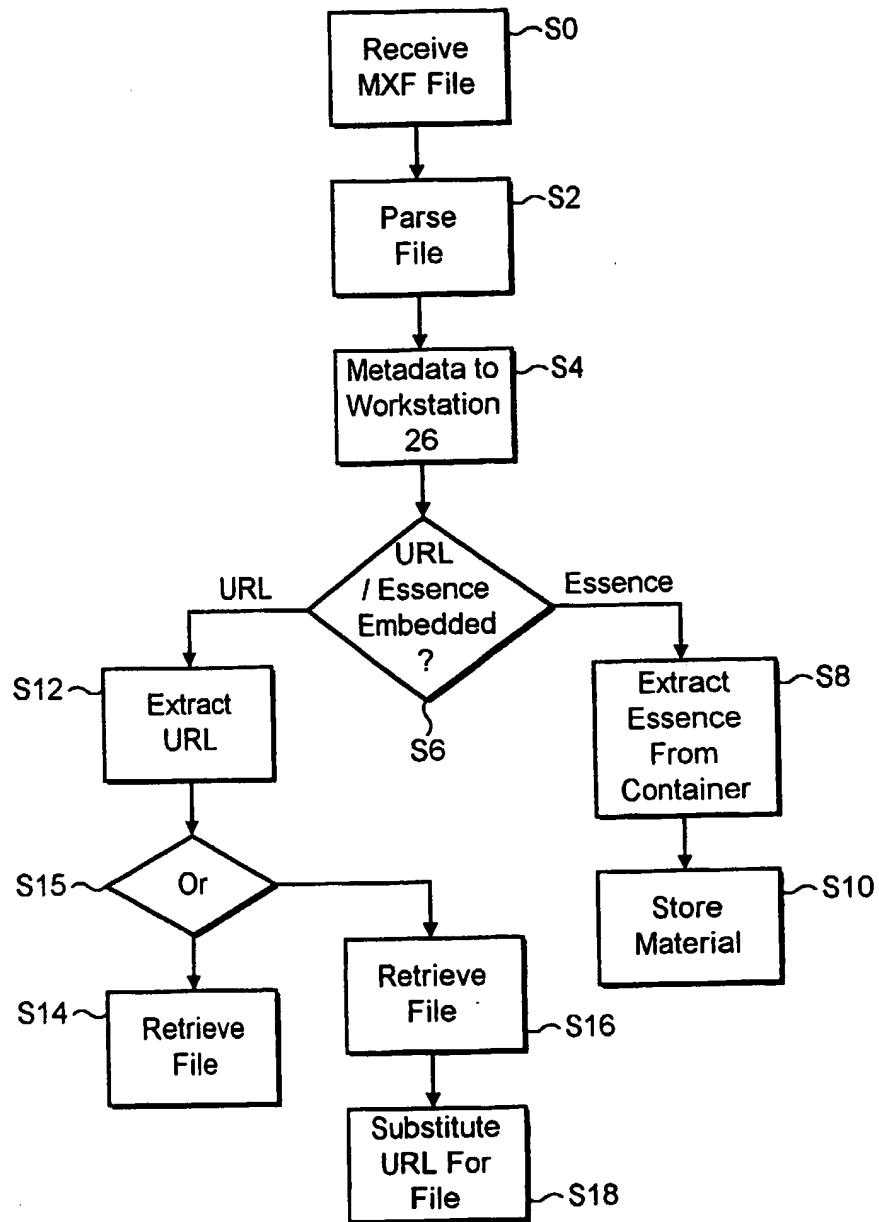 S0
Receive
MXF File
S2
Parse
File
S4
Metadata to
Workstation
26
URL
/ Essence
Embedded
?
URL
Essence
S6
S12
Extract
URL
S8
Extract
Essence
From
Container
S15
Or
S10
Store
Material
S14
Retrieve
File
Retrieve
File
S16
Substitute
URL For
File
S18